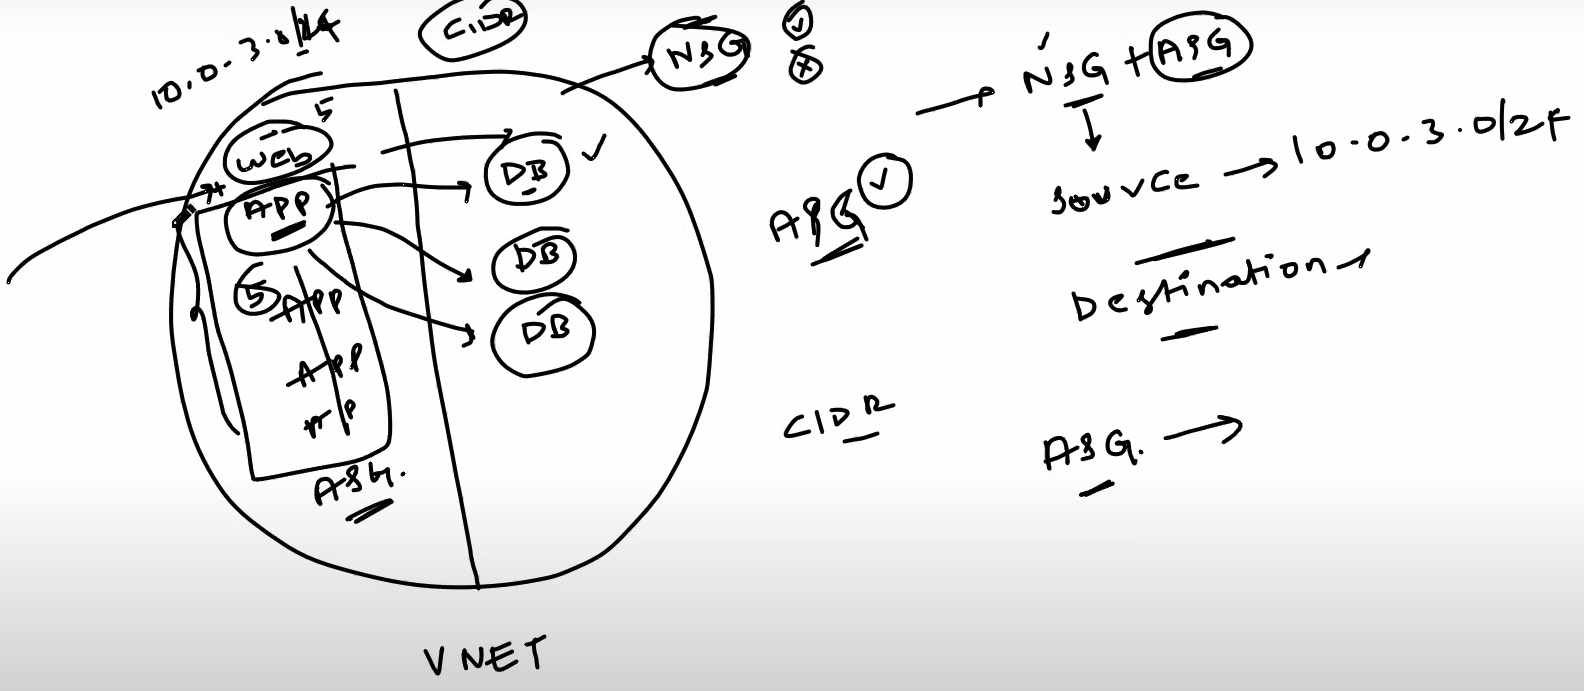 10.0.3.0/24
CIDR
NSG
NSG + ASG
Web
5
DB
APP
ASG
Source → 10.0.3.0/24
DB
5
APP
Destination
DB
APP
CIDR
ASG. →
ASG.
VNET